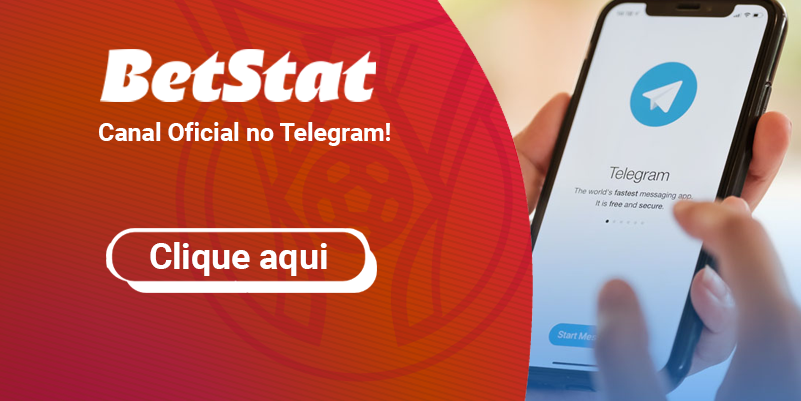 BetStat
Canal Oficial no Telegram!
Clique aqui
Telegram
The world's fastest messaging app.
It is free and secure.
Start Mes